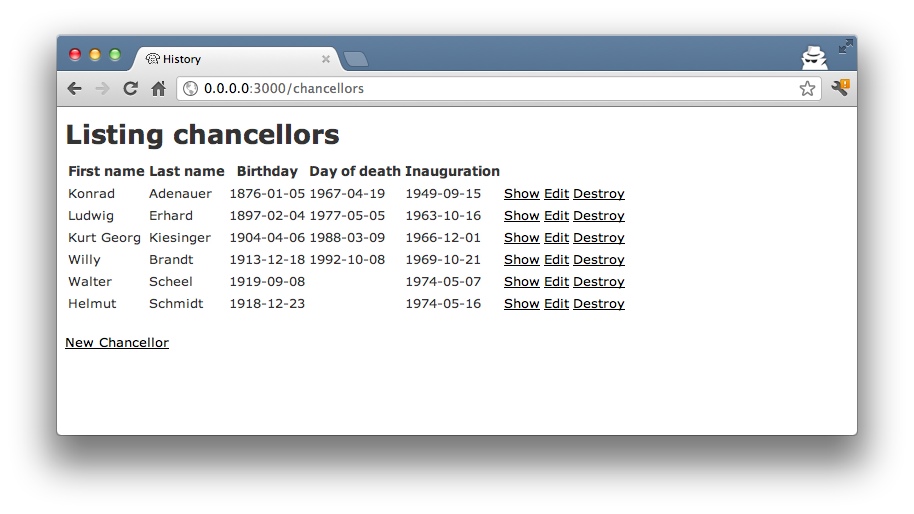 History
0.0.0.0:3000/chancellors
Listing chancellors
First name Last name Birthday Day of death Inauguration
Konrad Adenauer 1876-01-05 1967-04-19 1949-09-15 Show Edit Destroy
Ludwig Erhard 1897-02-04 1977-05-05 1963-10-16 Show Edit Destroy
Kurt Georg Kiesinger 1904-04-06 1988-03-09 1966-12-01 Show Edit Destroy
Willy Brandt 1913-12-18 1992-10-08 1969-10-21 Show Edit Destroy
Walter Scheel 1919-09-08 1974-05-07 Show Edit Destroy
Helmut Schmidt 1918-12-23 1974-05-16 Show Edit Destroy
New Chancellor